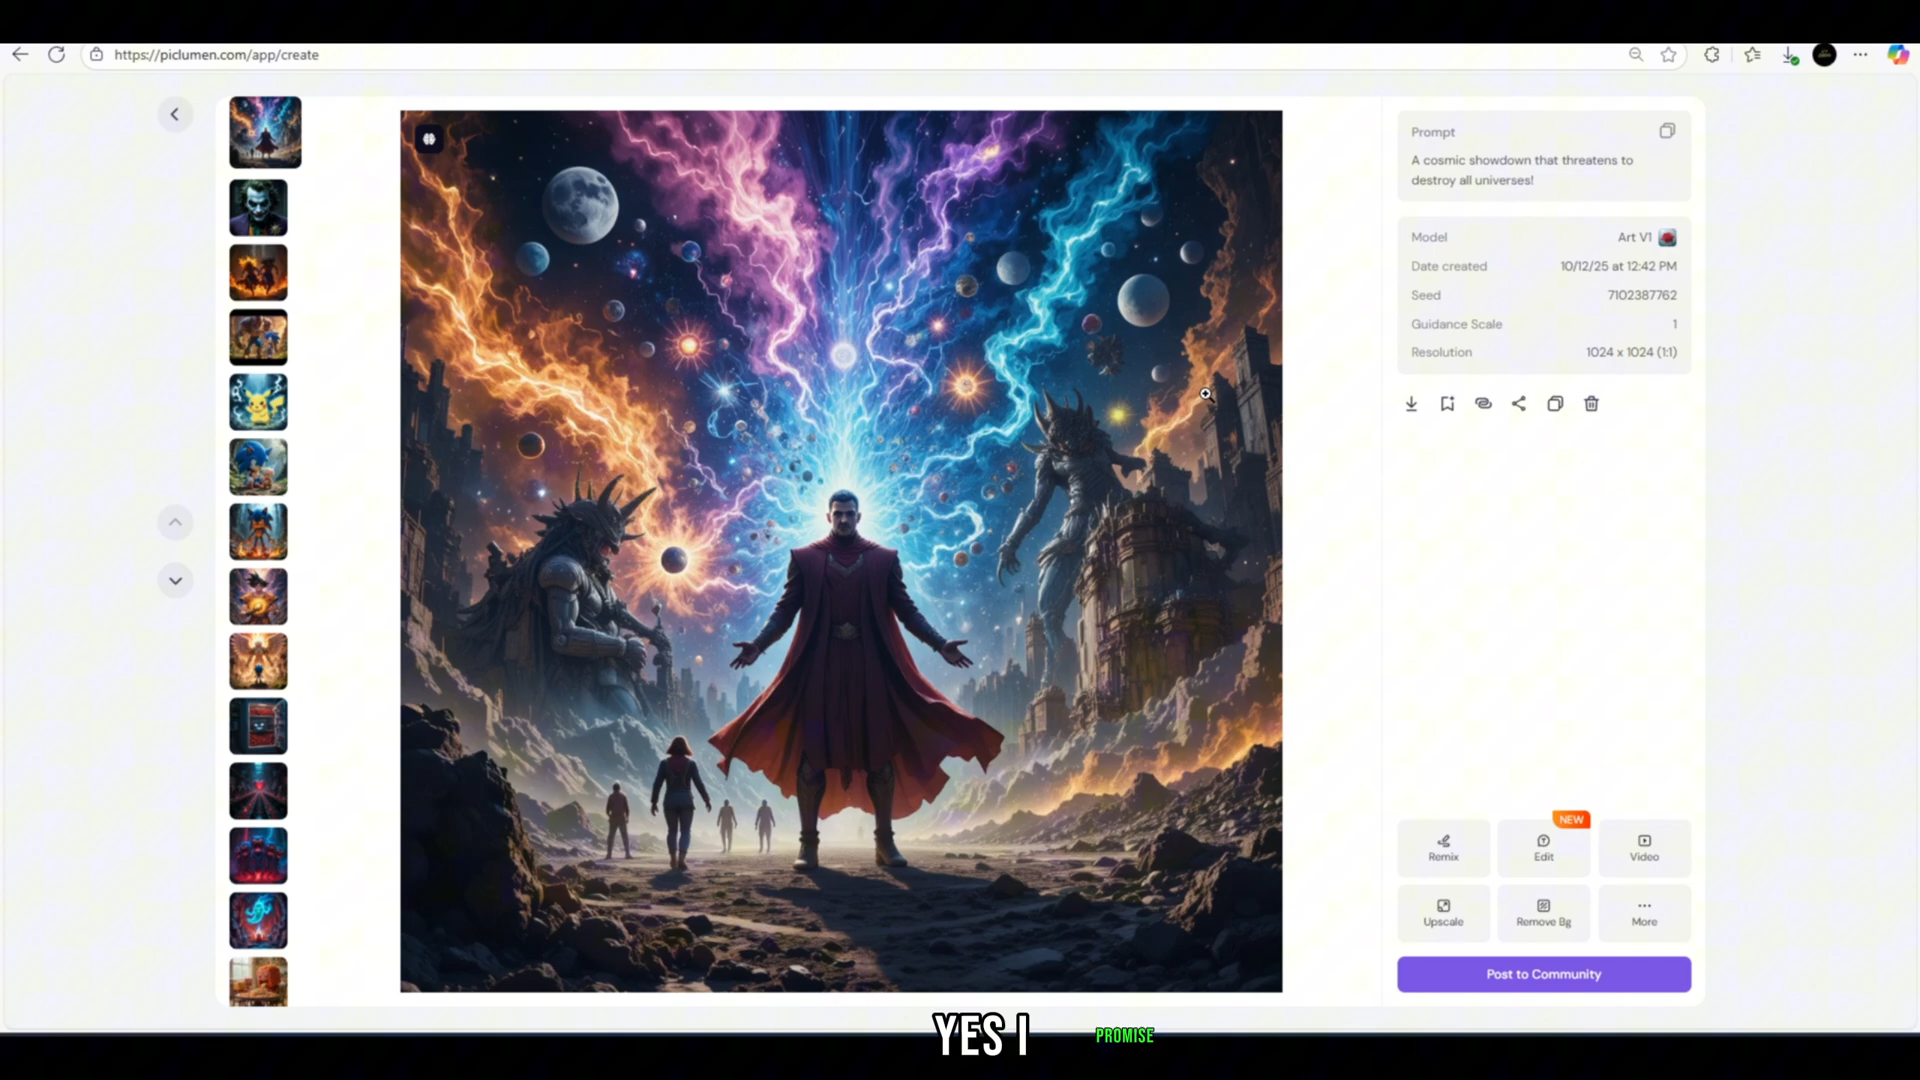 https://piclumen.com/app/create
Prompt
A cosmic showdown that threatens to
destroy all universes!
Model Art V1
Date created 10/12/25 at 12:42 PM
Seed 7102387762
Guidance Scale 1
Resolution 1024 x 1024 (1:1)
NEW
Remix Edit Video
Upscale Remove Bg More
Post to Community
YES I PROMISE